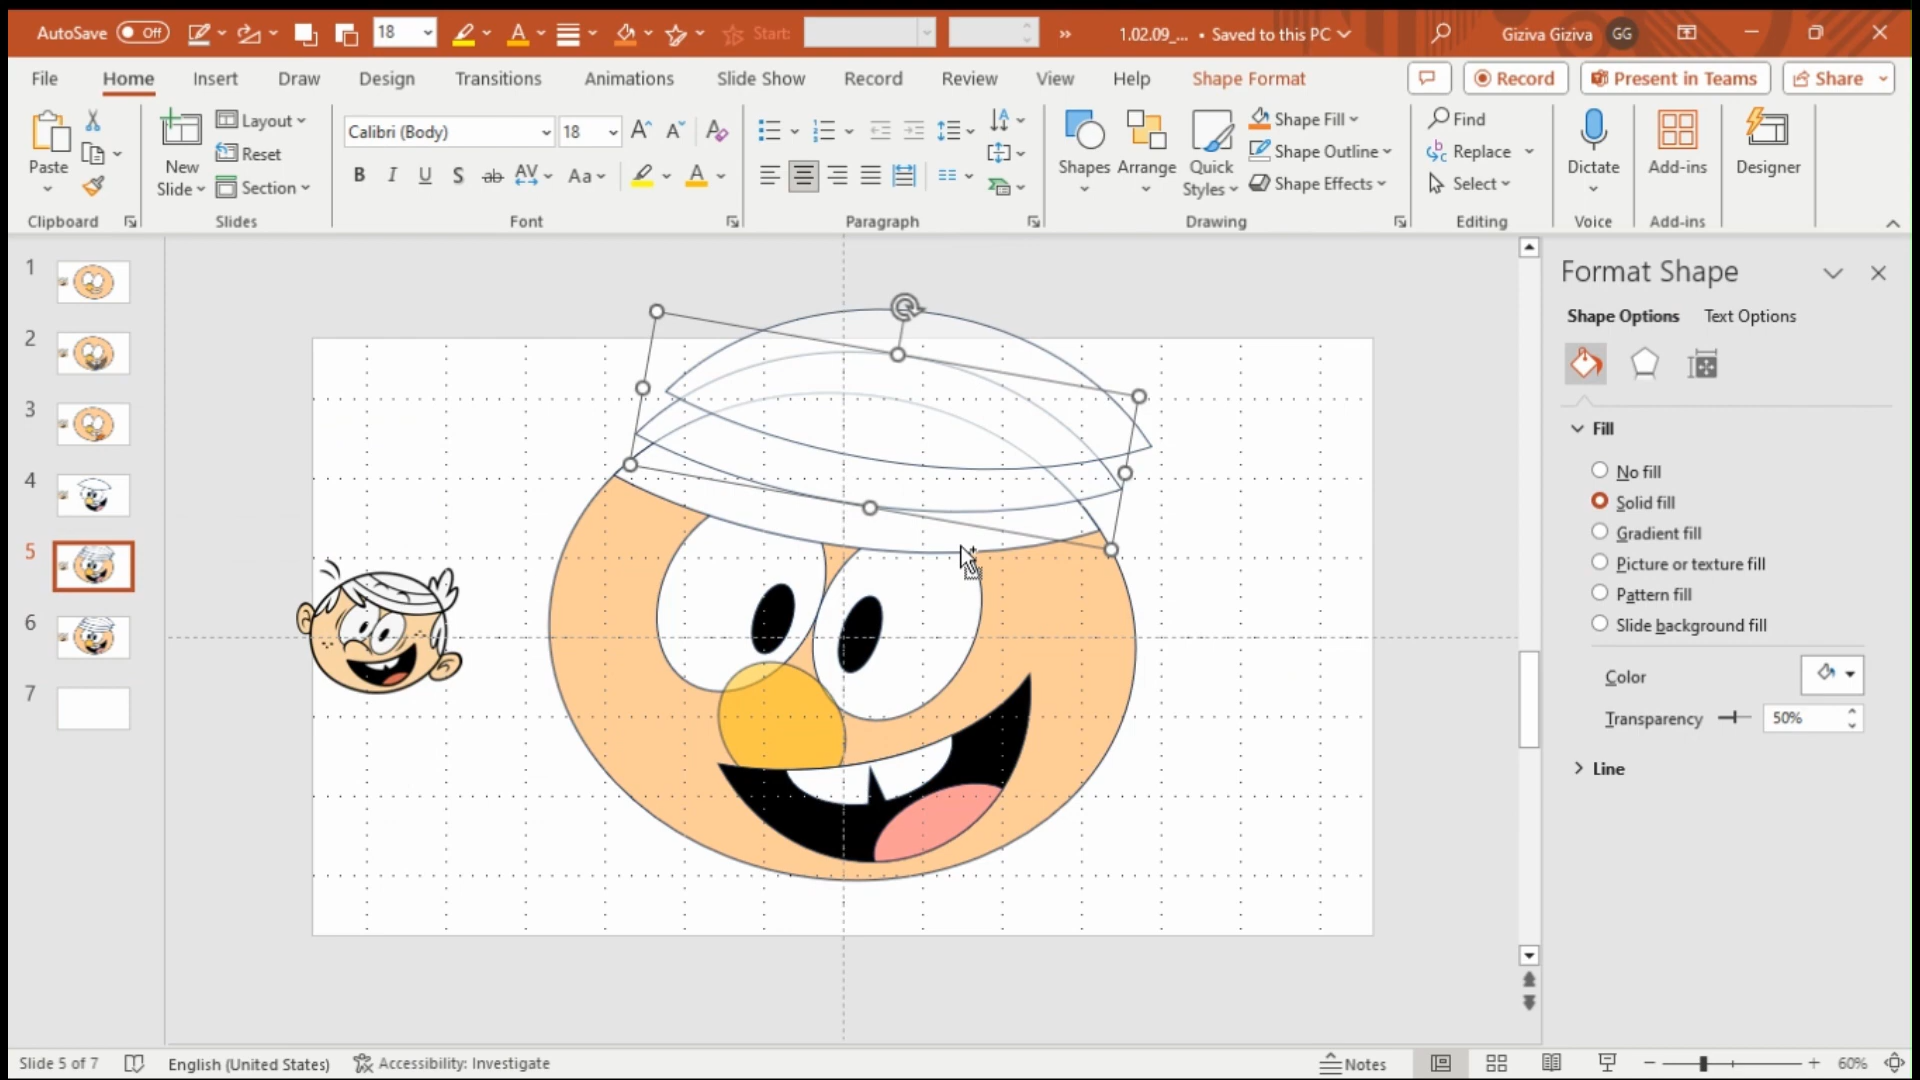 AutoSave Off 18 Start: 1.02.09_... • Saved to this PC Giziva Giziva GG
File Home Insert Draw Design Transitions Animations Slide Show Record Review View Help Shape Format Record Present in Teams Share
Paste
New Slide
Layout
Reset
Section
Calibri (Body) 18
B I U S ab AV Aa
Shapes
Arrange
Quick Styles
Shape Fill
Shape Outline
Shape Effects
Find
Replace
Select
Dictate
Add-ins
Designer
Clipboard Slides Font Paragraph Drawing Editing Voice Add-ins
1
2
3
4
5
6
7
Format Shape
Shape Options Text Options
Fill
No fill
Solid fill
Gradient fill
Picture or texture fill
Pattern fill
Slide background fill
Color
Transparency 50%
Line
Slide 5 of 7 English (United States) Accessibility: Investigate Notes 60%